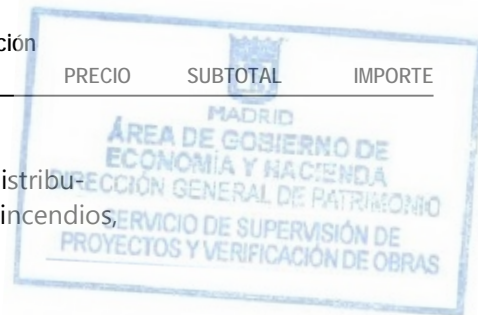 ción
PRECIO SUBTOTAL IMPORTE
MADRID
ÁREA DE GOBIERNO DE
ECONOMÍA Y HACIENDA
istribu-
DIRECCIÓN GENERAL DE PATRIMONIO
incendios,
SERVICIO DE SUPERVISIÓN DE
PROYECTOS Y VERIFICACIÓN DE OBRAS